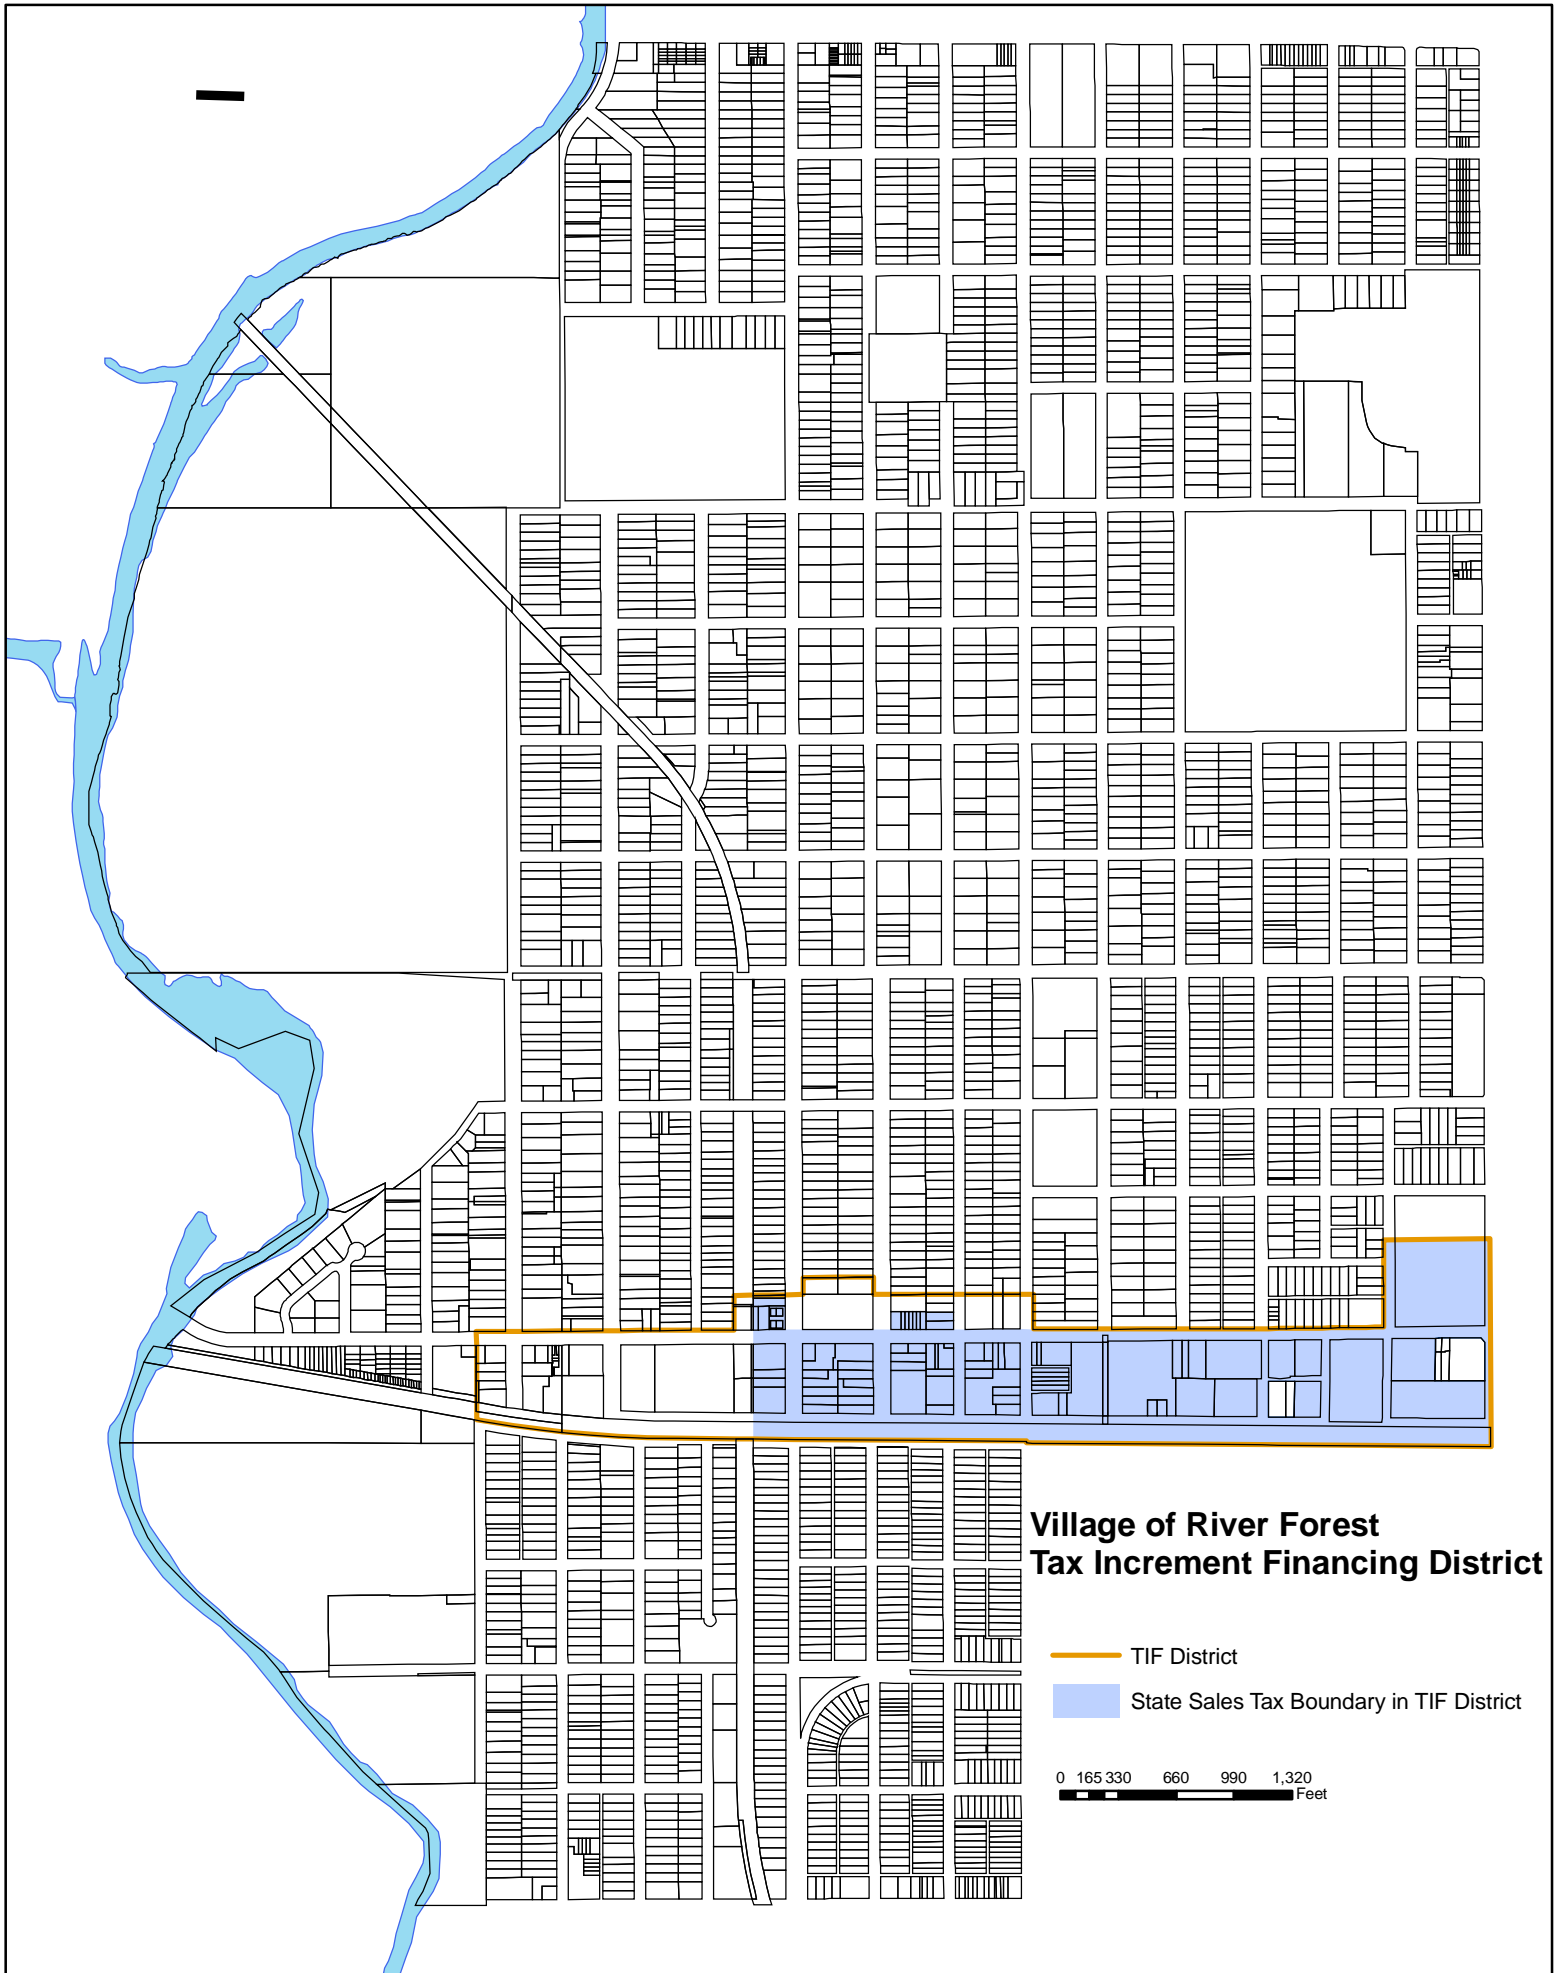 Village of River Forest
Tax Increment Financing District
TIF District
State Sales Tax Boundary in TIF District
0 165 330 660 990 1,320
Feet